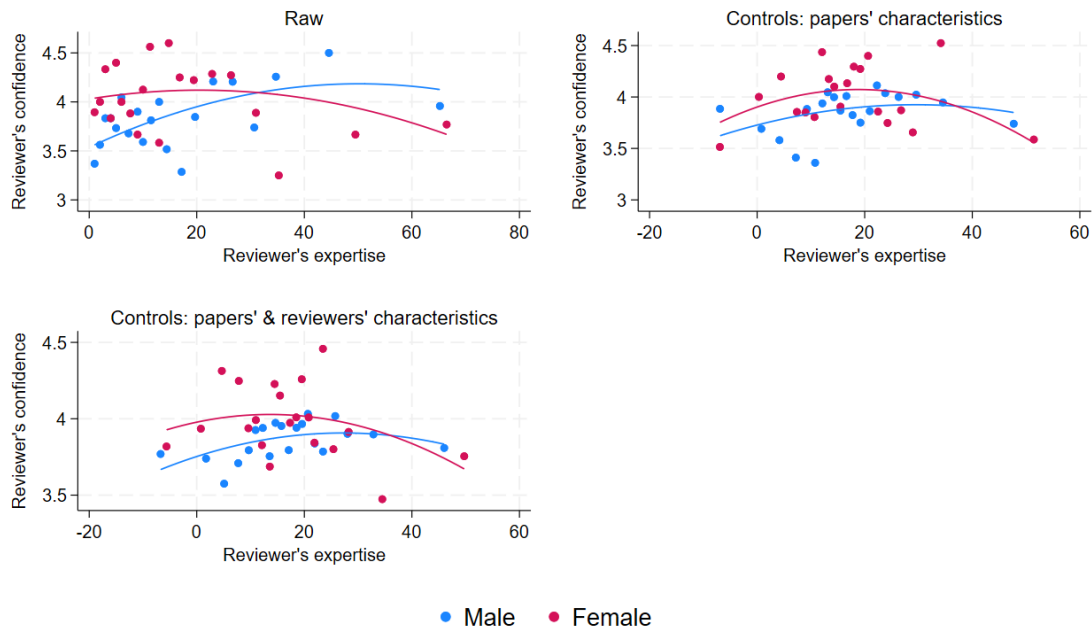 Raw
Reviewer's confidence
4.5
4
3.5
3
0 20 40 60 80
Reviewer's expertise
Controls: papers' characteristics
Reviewer's confidence
4.5
4
3.5
3
-20 0 20 40 60
Reviewer's expertise
Controls: papers' & reviewers' characteristics
Reviewer's confidence
4.5
4
3.5
-20 0 20 40 60
Reviewer's expertise
Male Female